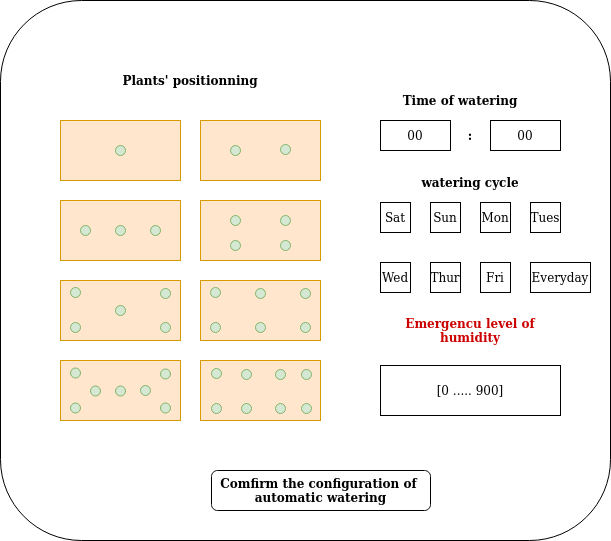 Plants' positionning
Time of watering
00 : 00
watering cycle
Sat Sun Mon Tues
Wed Thur Fri Everyday
Emergencu level of
humidity
[0 ..... 900]
Comfirm the configuration of
automatic watering